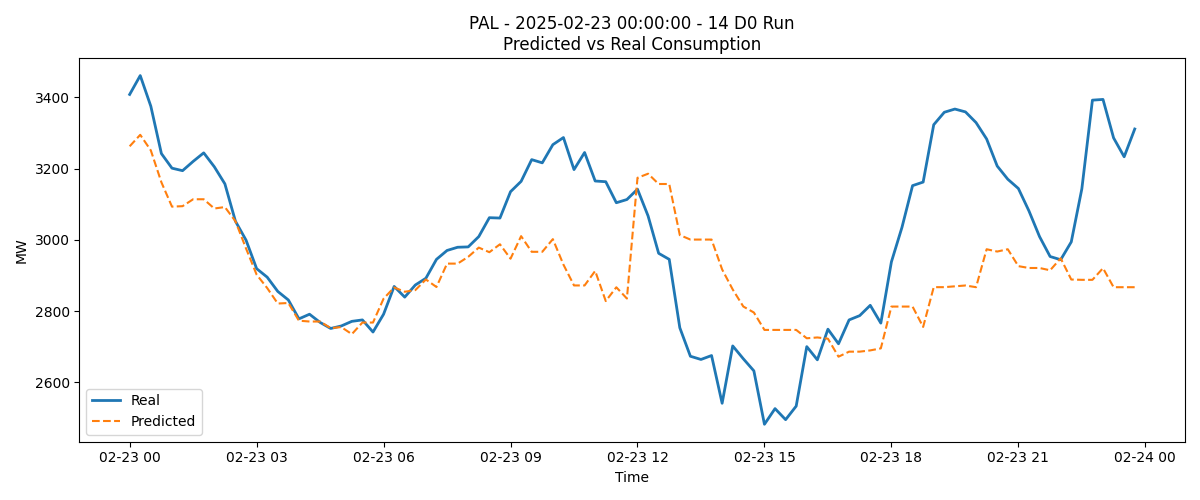 PAL - 2025-02-23 00:00:00 - 14 D0 Run
Predicted vs Real Consumption
MW
3400
3200
3000
2800
2600
Real
Predicted
02-23 00
02-23 03
02-23 06
02-23 09
02-23 12
02-23 15
02-23 18
02-23 21
02-24 00
Time